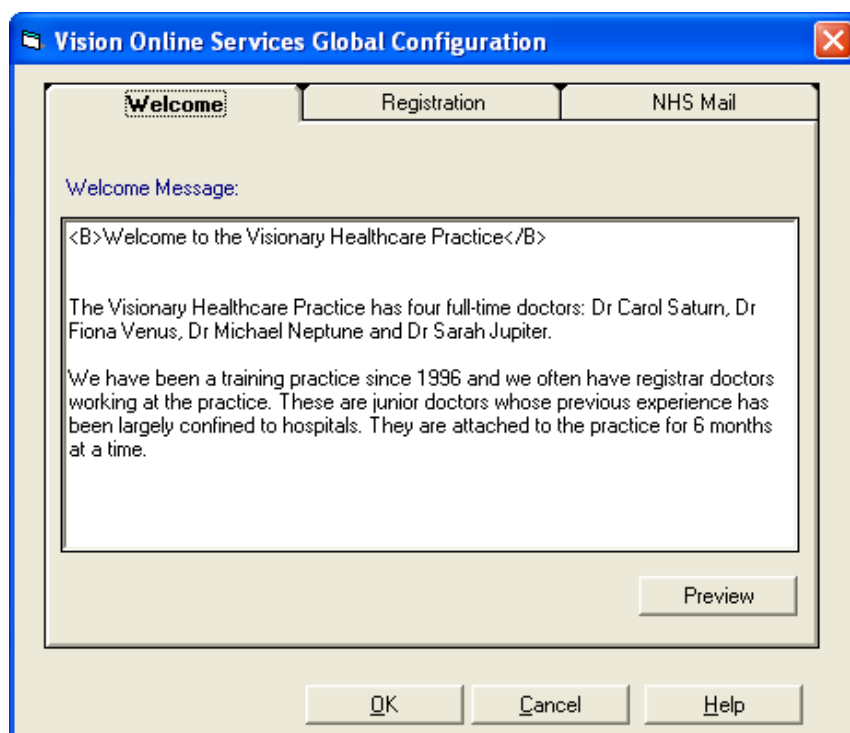 Vision Online Services Global Configuration
Welcome Registration NHS Mail
Welcome Message:
<B>Welcome to the Visionary Healthcare Practice</B>
The Visionary Healthcare Practice has four full-time doctors: Dr Carol Saturn, Dr
Fiona Venus, Dr Michael Neptune and Dr Sarah Jupiter.
We have been a training practice since 1996 and we often have registrar doctors
working at the practice. These are junior doctors whose previous experience has
been largely confined to hospitals. They are attached to the practice for 6 months
at a time.
Preview
OK Cancel Help